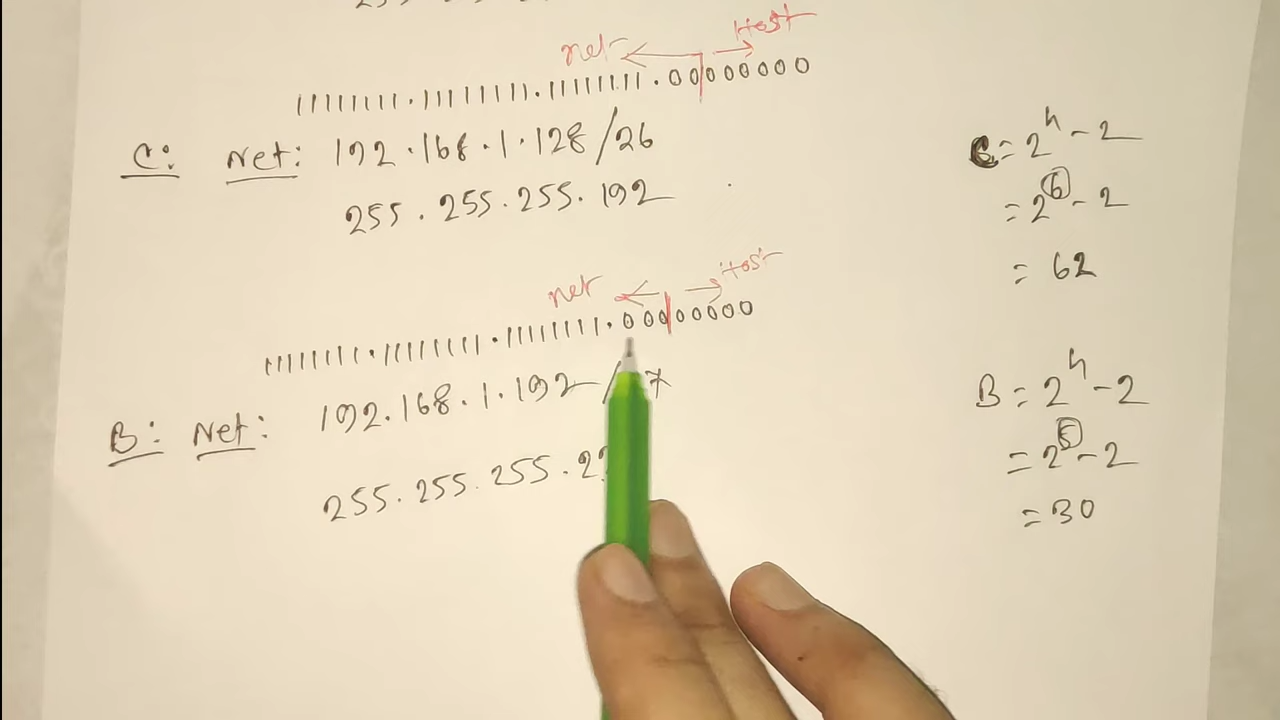 net Host
11111111.11111111.11111111.00000000
C: Net: 192.168.1.128/26
255.255.255.192
C = 2^h - 2
= 2^6 - 2
= 62
net Host
11111111.11111111.11111111.00000000
B: Net: 192.168.1.192/
255.255.255.2
B = 2^h - 2
= 2^5 - 2
= 30